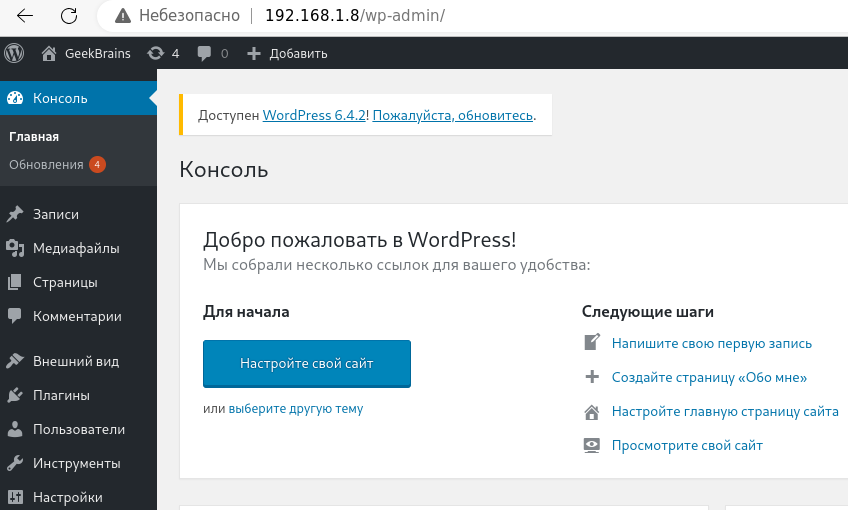 Небезопасно 192.168.1.8/wp-admin/
GeekBrains 4 0 Добавить
Консоль
Главная
Обновления 4
Записи
Медиафайлы
Страницы
Комментарии
Внешний вид
Плагины
Пользователи
Инструменты
Настройки
Доступен WordPress 6.4.2! Пожалуйста, обновитесь.
Консоль
Добро пожаловать в WordPress!
Мы собрали несколько ссылок для вашего удобства:
Для начала
Настройте свой сайт
или выберите другую тему
Следующие шаги
Напишите свою первую запись
Создайте страницу «Обо мне»
Настройте главную страницу сайта
Просмотрите свой сайт